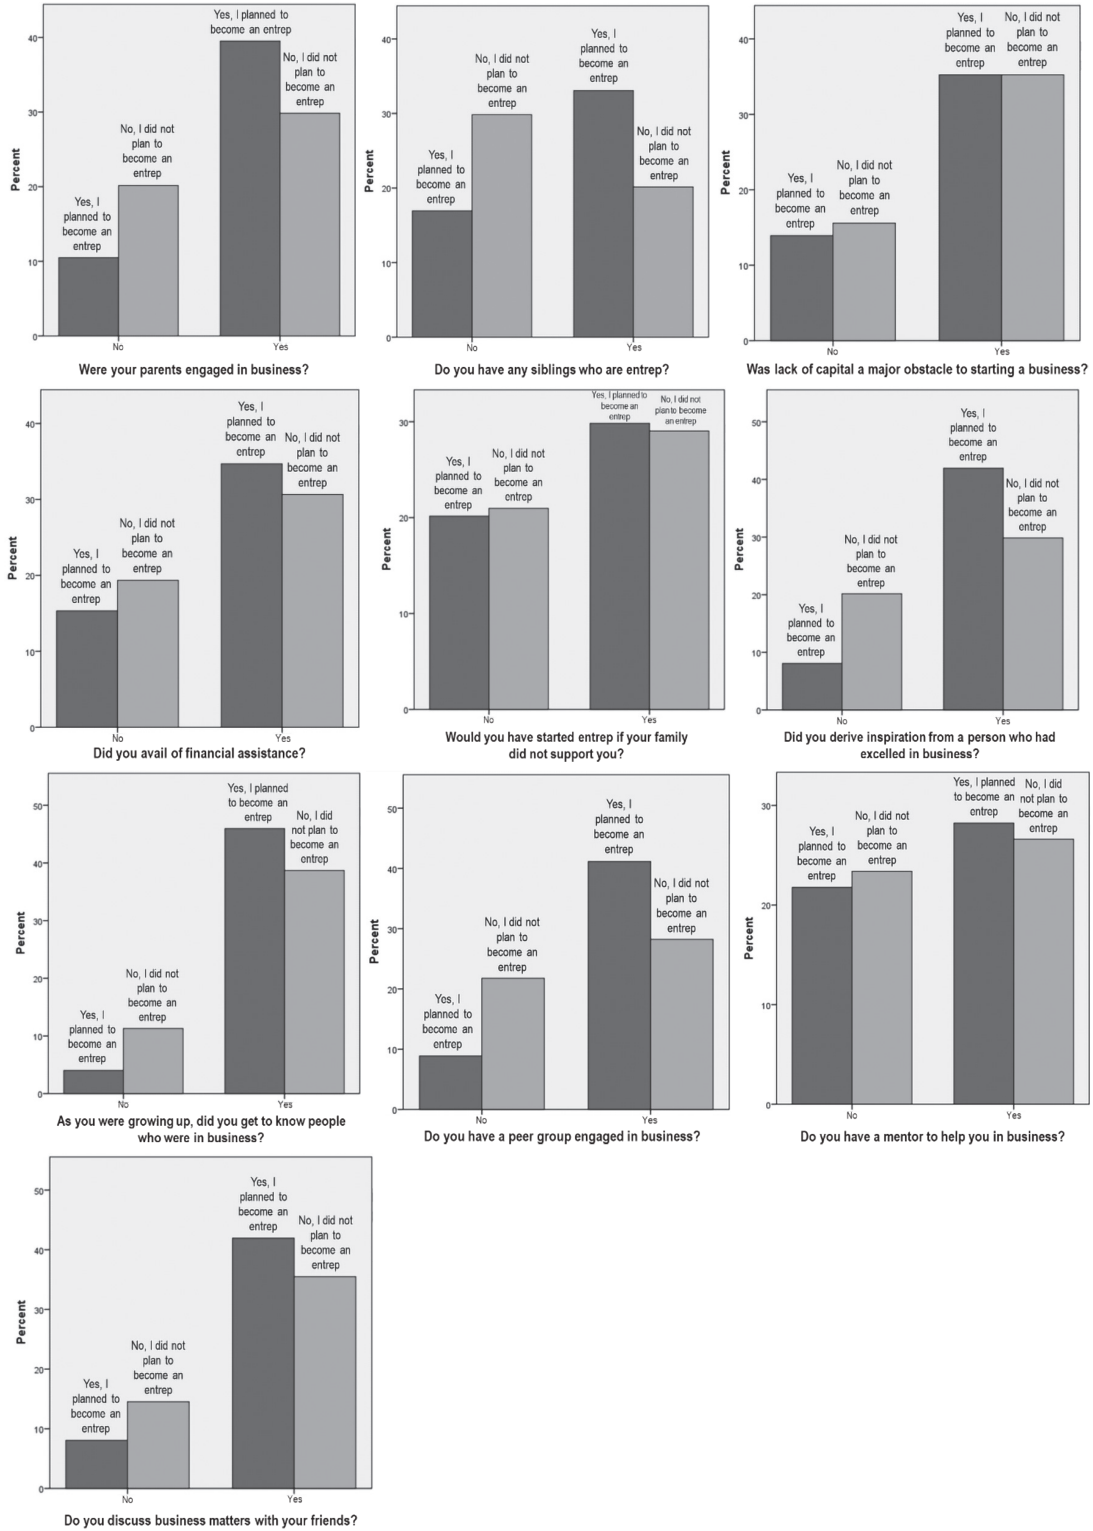 Percent
40
30
20
10
0
Yes, I
planned to
become an
entrep
No, I did not
plan to
become an
entrep
Yes, I planned to
become an entrep
No, I did not
plan to
become an
entrep
No
Yes
Were your parents engaged in business?
Percent
40
30
20
10
0
Yes, I
planned to
become an
entrep
No, I did not
plan to
become an
entrep
Yes, I
planned to
become an
entrep
No, I did not
plan to
become an
entrep
No
Yes
Do you have any siblings who are entrep?
Percent
40
30
20
10
0
Yes, I
planned to
become an
entrep
No, I did not
plan to
become an
entrep
Yes, I
planned to
become an
entrep
No, I did not
plan to
become an
entrep
No
Yes
Was lack of capital a major obstacle to starting a business?
Percent
40
30
20
10
0
Yes, I
planned to
become an
entrep
No, I did not
plan to
become an
entrep
Yes, I
planned to
become an
entrep
No, I did not
plan to
become an
entrep
No
Yes
Did you avail of financial assistance?
Percent
30
20
10
0
Yes, I
planned to
become an
entrep
No, I did not
plan to
become an
entrep
Yes, I planned to
become an
entrep
No, I did not
plan to become
an entrep
No
Yes
Would you have started entrep if your family
did not support you?
Percent
50
40
30
20
10
0
Yes, I
planned to
become an
entrep
No, I did not
plan to
become an
entrep
Yes, I
planned to
become an
entrep
No, I did not
plan to
become an
entrep
No
Yes
Did you derive inspiration from a person who had
excelled in business?
Percent
50
40
30
20
10
0
Yes, I
planned to
become an
entrep
No, I did not
plan to
become an
entrep
Yes, I planned
to become an
entrep
No, I did
not plan to
become an
entrep
No
Yes
As you were growing up, did you get to know people
who were in business?
Percent
50
40
30
20
10
0
Yes, I
planned to
become an
entrep
No, I did not
plan to
become an
entrep
Yes, I
planned to
become an
entrep
No, I did not
plan to
become an
entrep
No
Yes
Do you have a peer group engaged in business?
Percent
30
20
10
0
Yes, I
planned to
become an
entrep
No, I did not
plan to
become an
entrep
Yes, I planned
to become an
entrep
No, I did
not plan to
become an
entrep
No
Yes
Do you have a mentor to help you in business?
Percent
50
40
30
20
10
0
Yes, I
planned to
become an
entrep
No, I did not
plan to
become an
entrep
Yes, I
planned to
become an
entrep
No, I did not
plan to
become an
entrep
No
Yes
Do you discuss business matters with your friends?